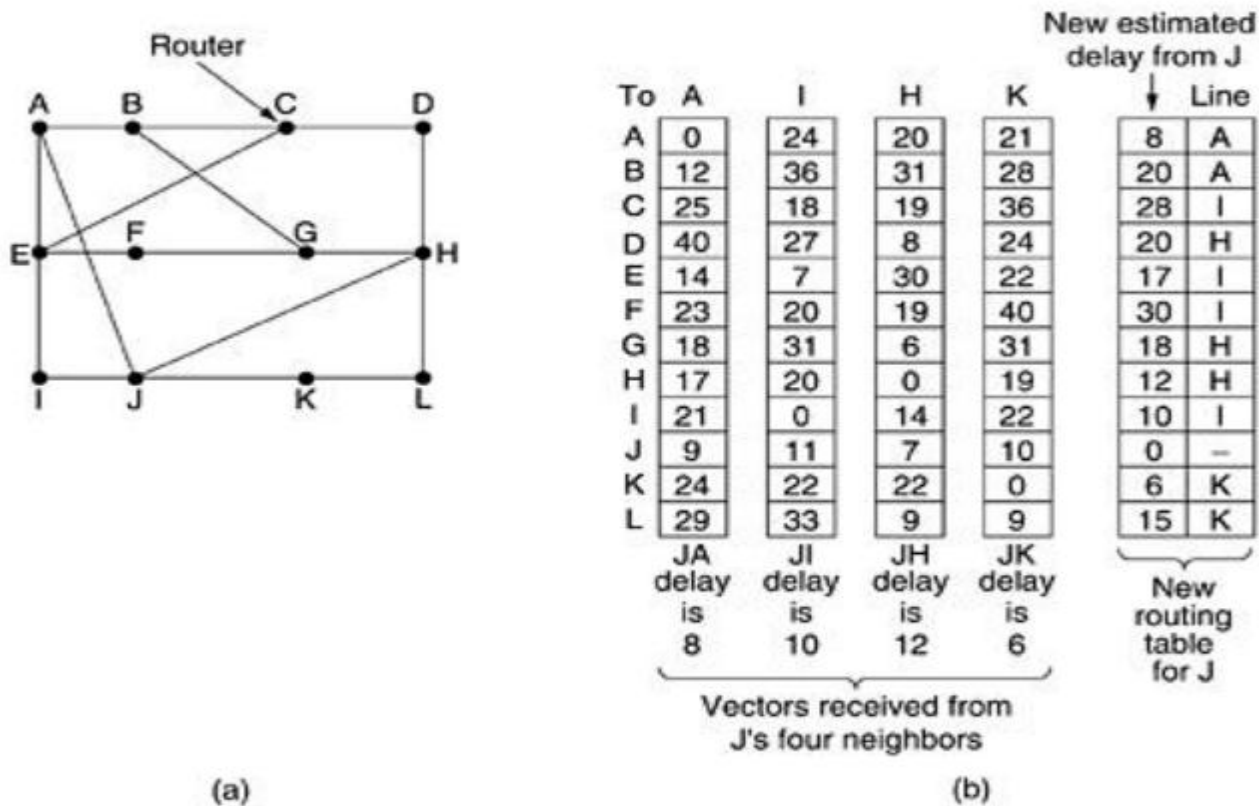 Router
A B C D
E F G H
I J K L
(a)
New estimated
delay from J
To A I H K Line
A 0 24 20 21 8 A
B 12 36 31 28 20 A
C 25 18 19 36 28 I
D 40 27 8 24 20 H
E 14 7 30 22 17 I
F 23 20 19 40 30 I
G 18 31 6 31 18 H
H 17 20 0 19 12 H
I 21 0 14 22 10 I
J 9 11 7 10 0 –
K 24 22 22 0 6 K
L 29 33 9 9 15 K
JA JI JH JK
delay delay delay delay
is is is is
8 10 12 6
New
routing
table
for J
Vectors received from
J's four neighbors
(b)